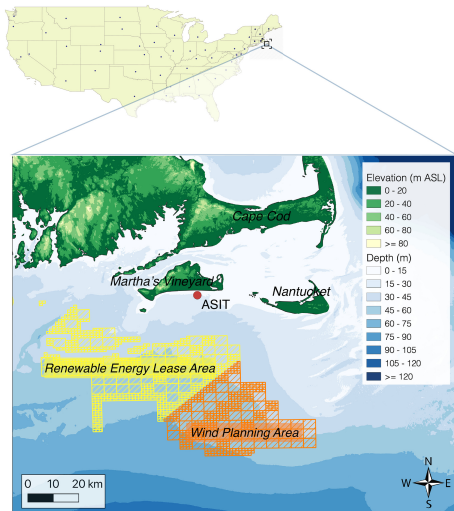 Elevation (m ASL)
0 - 20
20 - 40
40 - 60
60 - 80
>= 80
Depth (m)
0 - 15
15 - 30
30 - 45
45 - 60
60 - 75
75 - 90
90 - 105
105 - 120
>= 120
Cape Cod
Martha's Vineyard
Nantucket
ASIT
Renewable Energy Lease Area
Wind Planning Area
0 10 20 km
N
W E
S